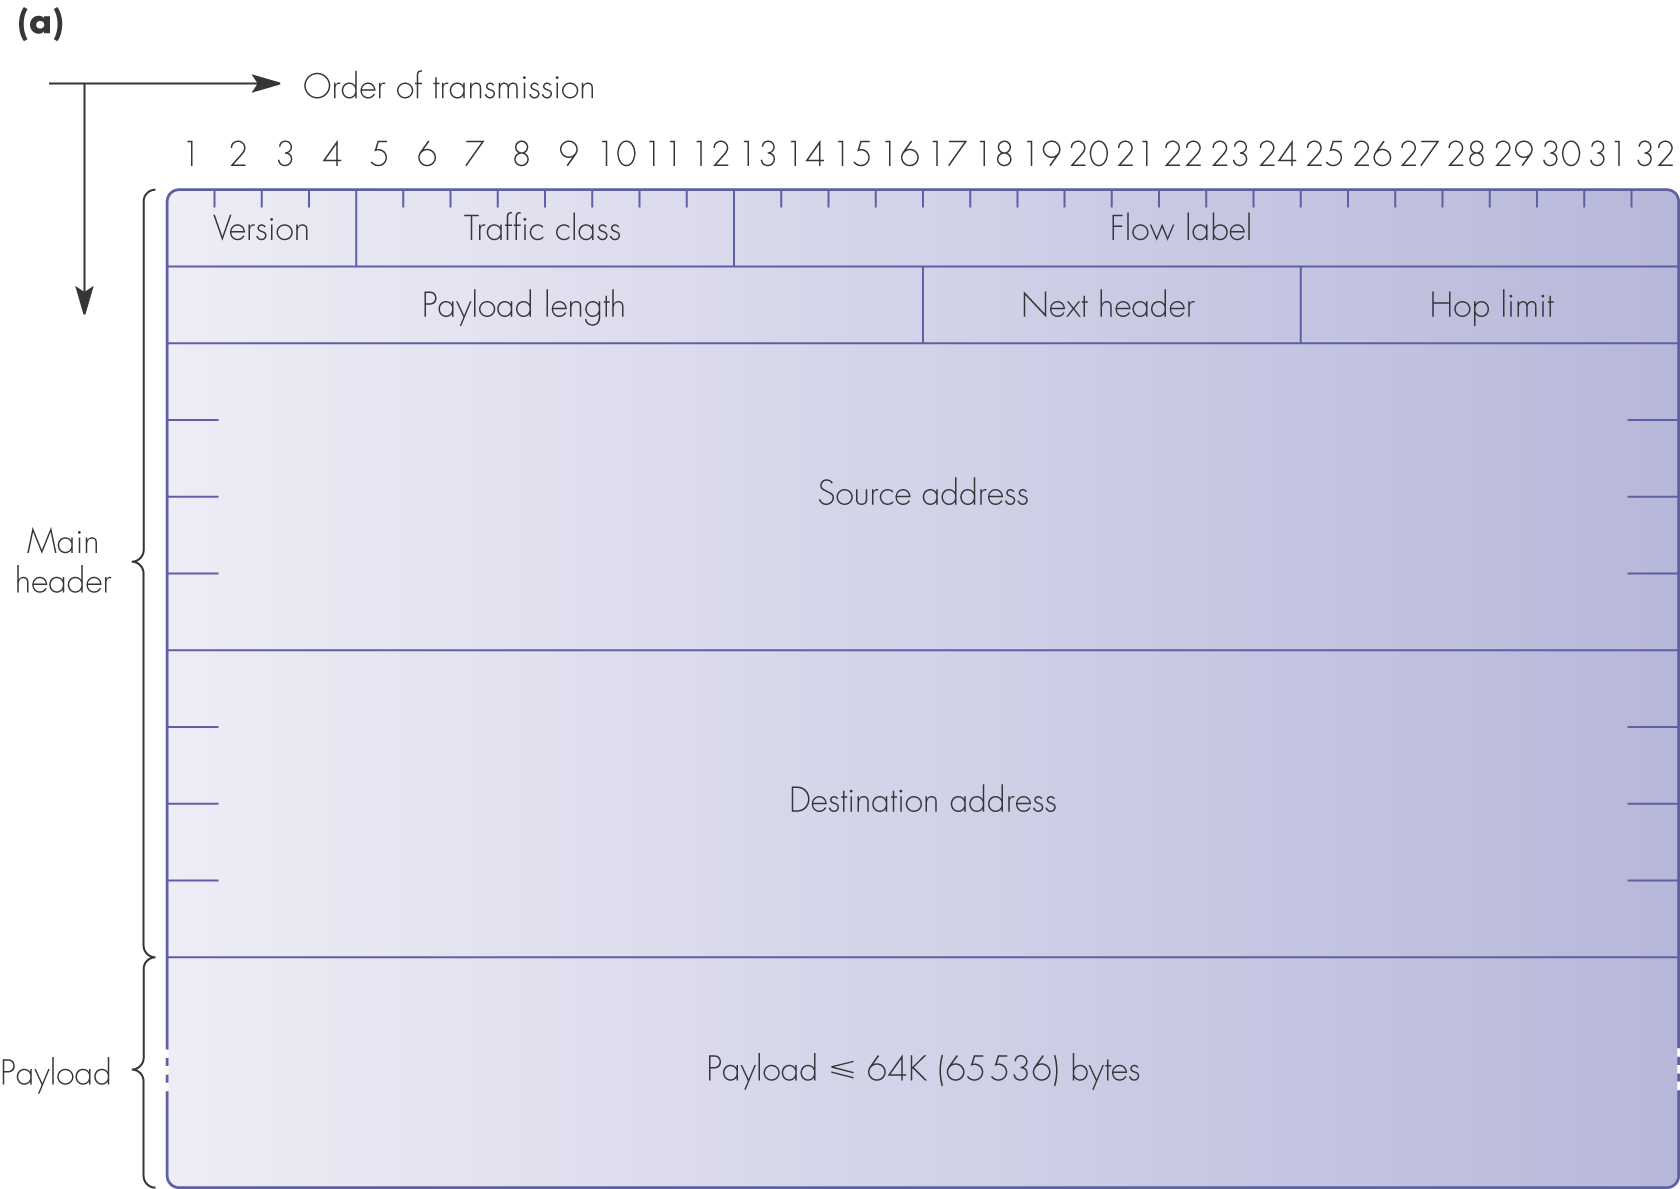 (a)
Order of transmission
1 2 3 4 5 6 7 8 9 10 11 12 13 14 15 16 17 18 19 20 21 22 23 24 25 26 27 28 29 30 31 32
Version Traffic class Flow label
Payload length Next header Hop limit
Source address
Main
header
Destination address
Payload
Payload ⩽ 64K (65 536) bytes